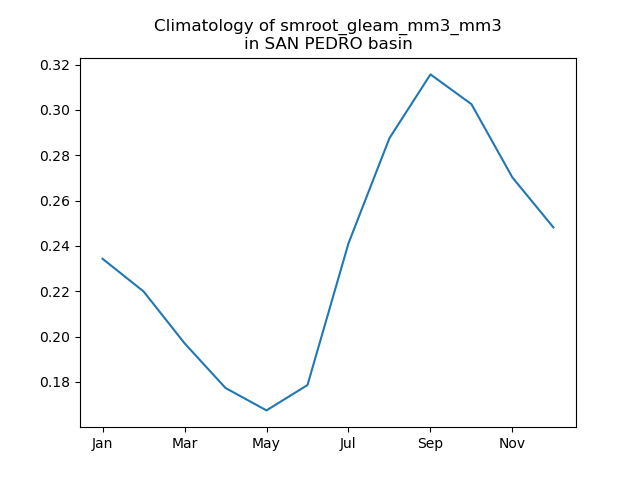 Climatology of smroot_gleam_mm3_mm3
in SAN PEDRO basin
0.32
0.30
0.28
0.26
0.24
0.22
0.20
0.18
Jan Mar May Jul Sep Nov